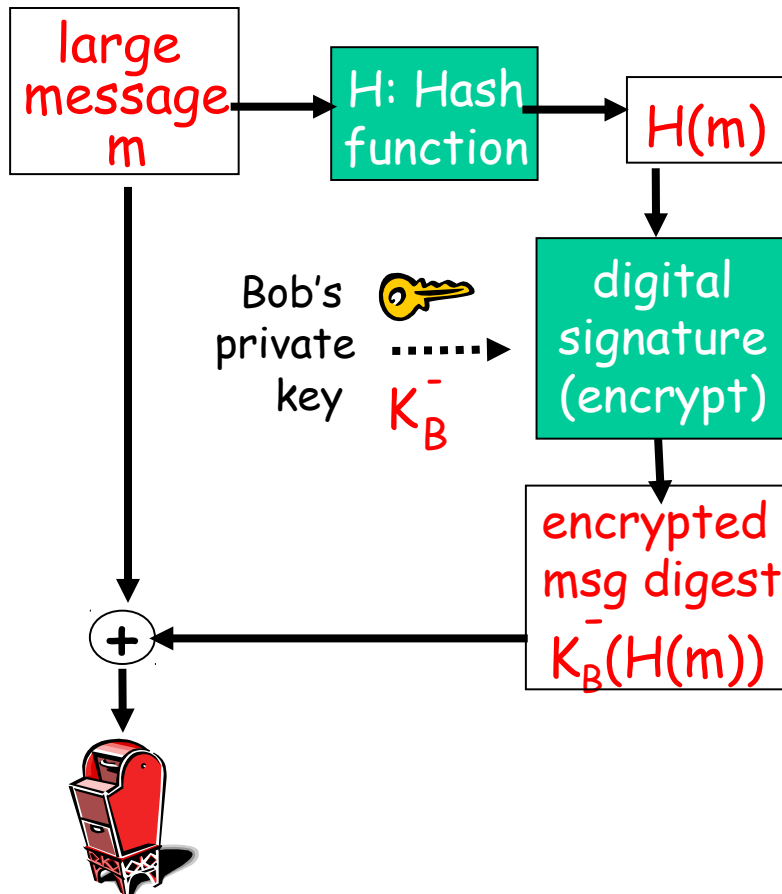 large
message
m
H: Hash
function
H(m)
Bob's
private
key
K_B^-
digital
signature
(encrypt)
encrypted
msg digest
K_B^-(H(m))
+